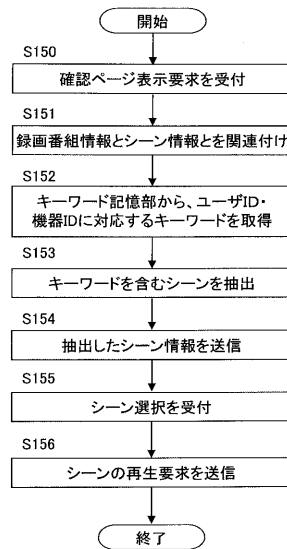 開始
S150
確認ページ表示要求を受付
S151
録画番組情報とシーン情報とを関連付け
S152
キーワード記憶部から、ユーザID・
機器IDに対応するキーワードを取得
S153
キーワードを含むシーンを抽出
S154
抽出したシーン情報を送信
S155
シーン選択を受付
S156
シーンの再生要求を送信
終了